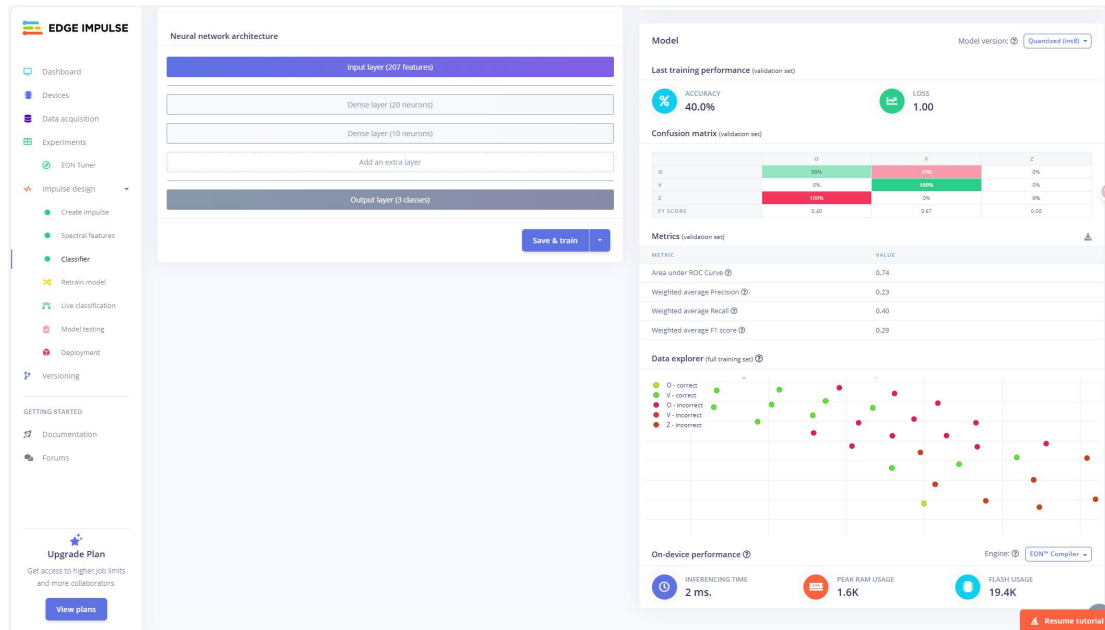 EDGE IMPULSE
Dashboard
Devices
Data acquisition
Experiments
EON Tuner
Impulse design
Create impulse
Spectral features
Classifier
Retrain model
Live classification
Model testing
Deployment
Versioning
GETTING STARTED
Documentation
Forums
Upgrade Plan
Get access to higher job limits
and more collaborators.
View plans
Neural network architecture
Input layer (207 features)
Dense layer (20 neurons)
Dense layer (10 neurons)
Add an extra layer
Output layer (3 classes)
Save & train
Model
Model version: Quantized (int8)
Last training performance (validation set)
% ACCURACY
40.0%
LOSS
1.00
Confusion matrix (validation set)
O V Z
O 50% 50% 0%
V 0% 100% 0%
Z 100% 0% 0%
F1 SCORE 0.40 0.67 0.00
Metrics (validation set)
METRIC VALUE
Area under ROC Curve 0.74
Weighted average Precision 0.23
Weighted average Recall 0.40
Weighted average F1 score 0.29
Data explorer (full training set)
O - correct
V - correct
O - incorrect
V - incorrect
Z - incorrect
On-device performance
Engine: EON™ Compiler
INFERENCING TIME
2 ms.
PEAK RAM USAGE
1.6K
FLASH USAGE
19.4K
Resume tutorial